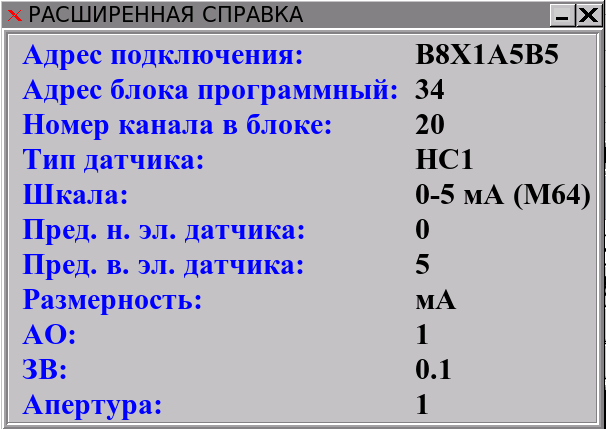 РАСШИРЕННАЯ СПРАВКА
Адрес подключения: B8X1A5B5
Адрес блока программный: 34
Номер канала в блоке: 20
Тип датчика: НС1
Шкала: 0-5 мА (М64)
Пред. н. эл. датчика: 0
Пред. в. эл. датчика: 5
Размерность: мА
АО: 1
ЗВ: 0.1
Апертура: 1